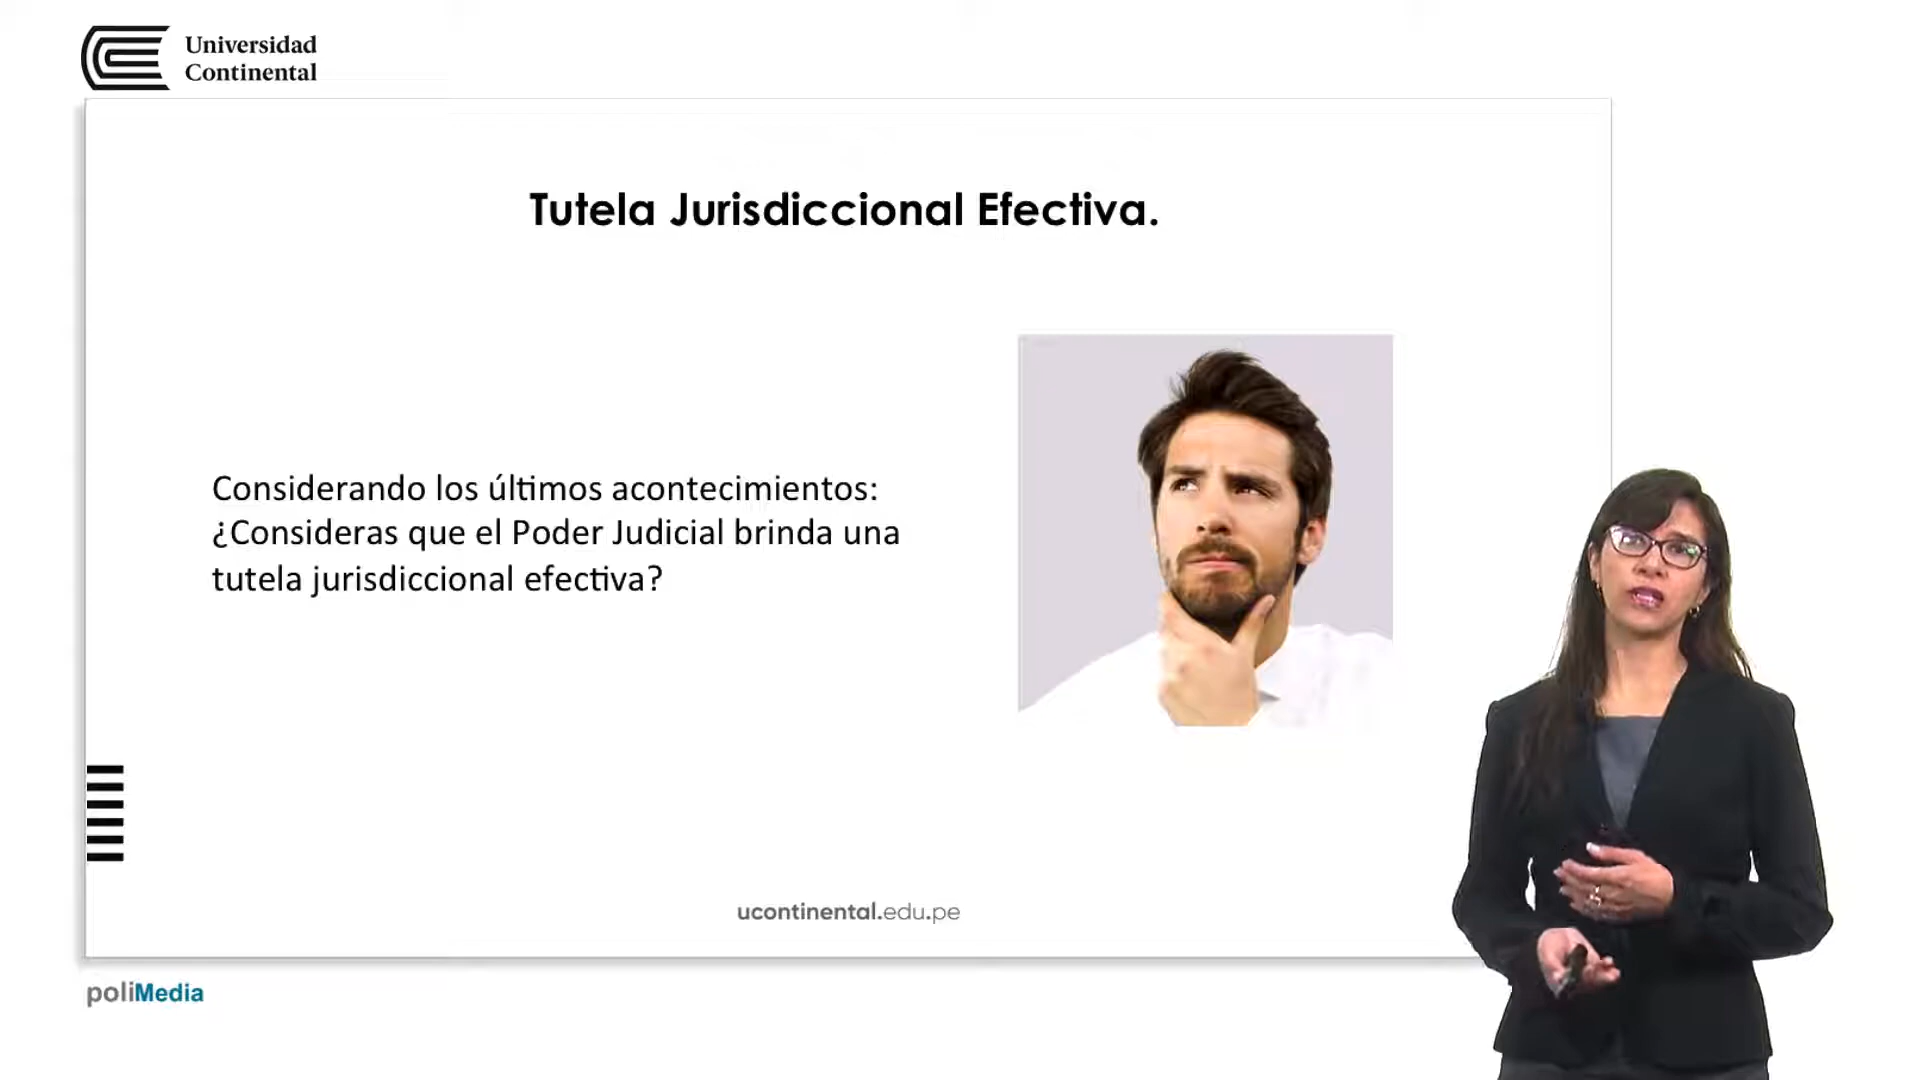 Universidad
Continental
Tutela Jurisdiccional Efectiva.
Considerando los últimos acontecimientos:
¿Consideras que el Poder Judicial brinda una
tutela jurisdiccional efectiva?
ucontinental.edu.pe
poliMedia